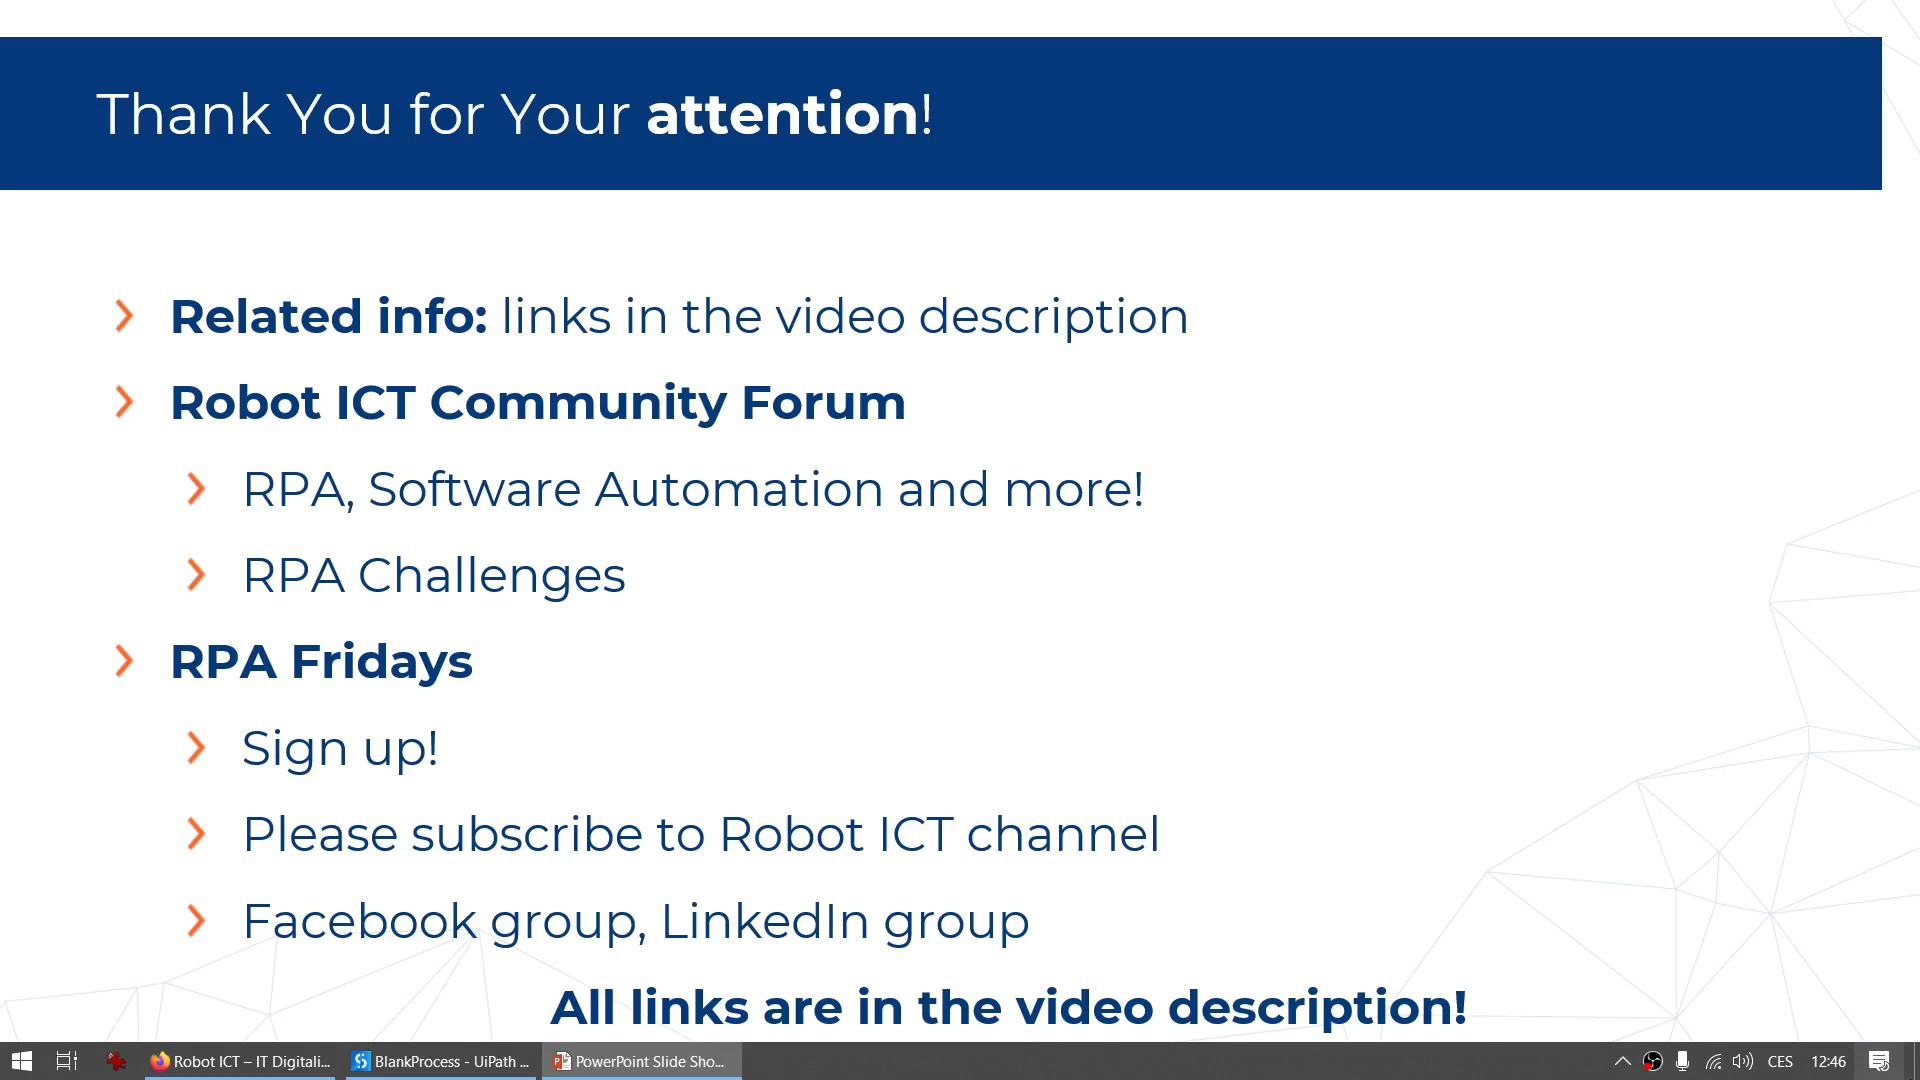 Thank You for Your attention!
Related info: links in the video description
Robot ICT Community Forum
RPA, Software Automation and more!
RPA Challenges
RPA Fridays
Sign up!
Please subscribe to Robot ICT channel
Facebook group, LinkedIn group
All links are in the video description!
Robot ICT – IT Digitali... BlankProcess - UiPath ... PowerPoint Slide Sho... CES 12:46